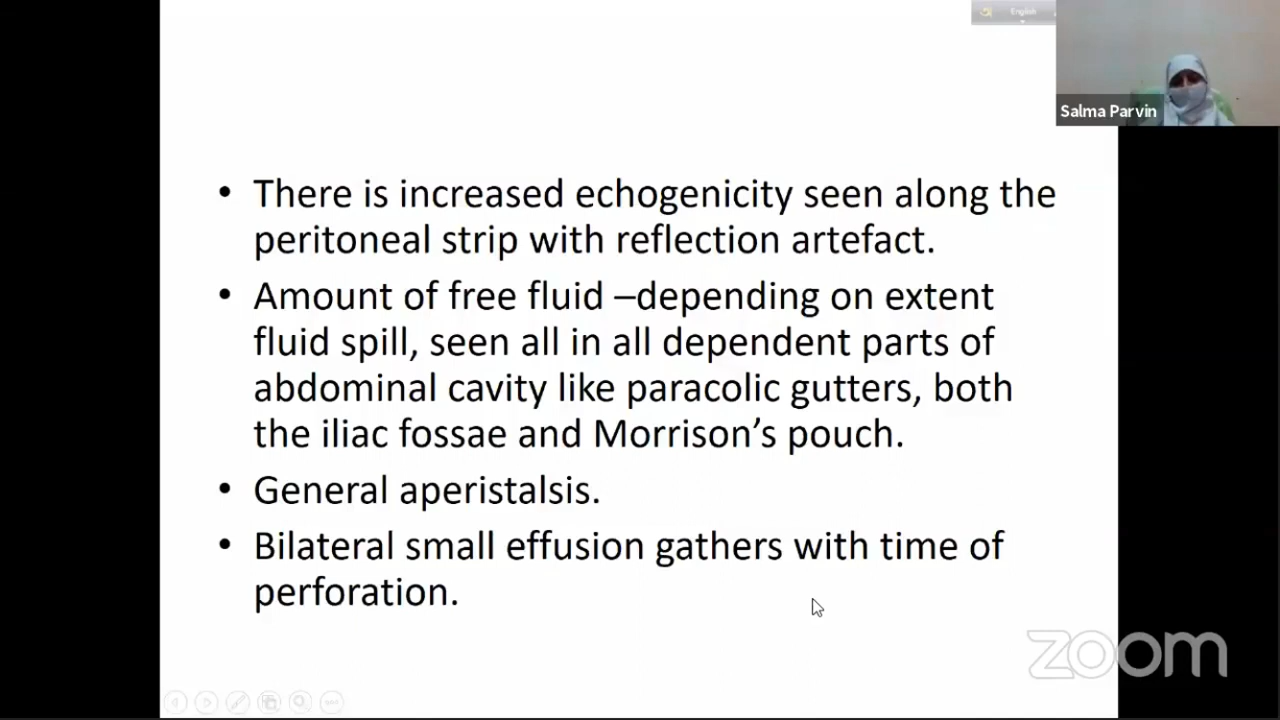 English
Salma Parvin
• There is increased echogenicity seen along the
peritoneal strip with reflection artefact.
• Amount of free fluid –depending on extent
fluid spill, seen all in all dependent parts of
abdominal cavity like paracolic gutters, both
the iliac fossae and Morrison’s pouch.
• General aperistalsis.
• Bilateral small effusion gathers with time of
perforation.
zoom